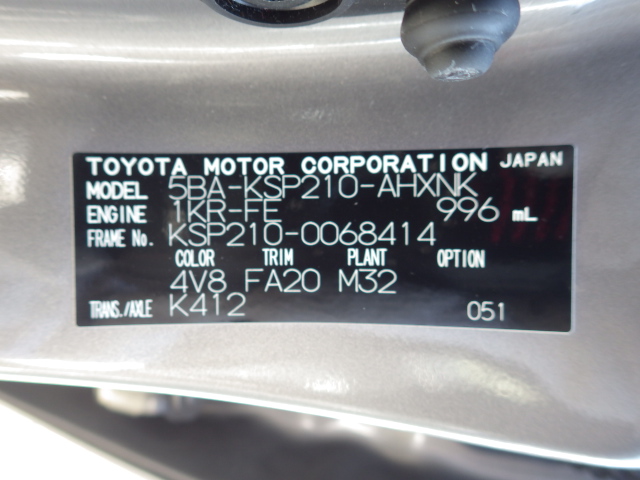 TOYOTA MOTOR CORPORATION JAPAN
MODEL 5BA-KSP210-AHXNK
ENGINE 1KR-FE 996 mL
FRAME No. KSP210-0068414
COLOR TRIM PLANT OPTION
4V8 FA20 M32
TRANS./AXLE K412 051